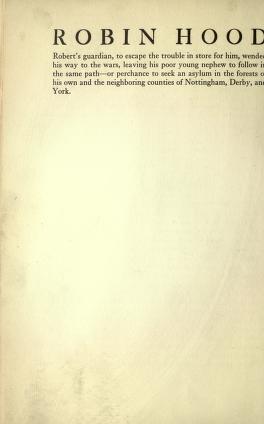 ROBIN HOOD
Robert's guardian, to escape the trouble in store for him, wende
his way to the wars, leaving his poor young nephew to follow i
the same path—or perchance to seek an asylum in the forests o
his own and the neighboring counties of Nottingham, Derby, an
York.